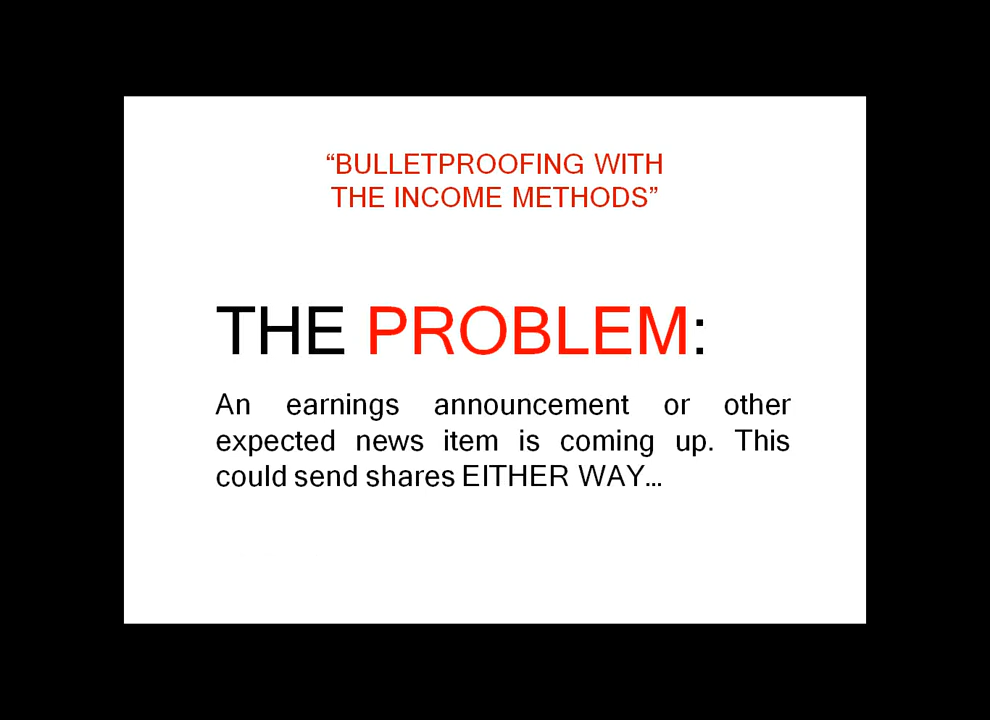 “BULLETPROOFING WITH
THE INCOME METHODS”
THE PROBLEM:
An earnings announcement or other
expected news item is coming up. This
could send shares EITHER WAY...